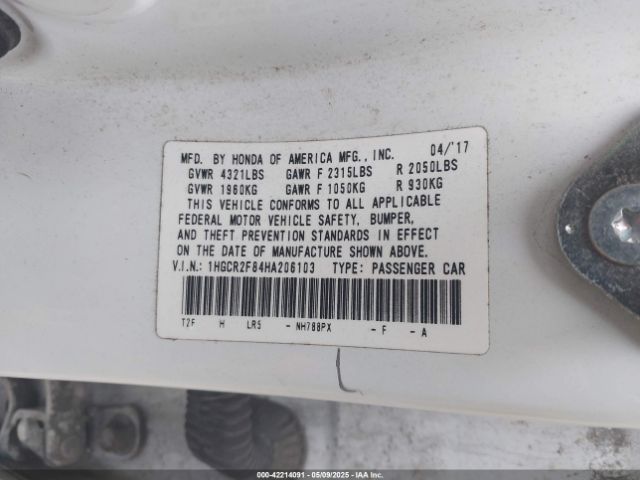 MFD. BY HONDA OF AMERICA MFG., INC. 04/'17
GVWR 4321LBS GAWR F 2315LBS R 2050LBS
GVWR 1960KG GAWR F 1050KG R 930KG
THIS VEHICLE CONFORMS TO ALL APPLICABLE
FEDERAL MOTOR VEHICLE SAFETY, BUMPER,
AND THEFT PREVENTION STANDARDS IN EFFECT
ON THE DATE OF MANUFACTURE SHOWN ABOVE.
V.I.N.: 1HGCR2F84HA206103 TYPE: PASSENGER CAR
T2F H LR5 - NH788PX - F - A
000-42214091 - 05/09/2025 - IAAI.com